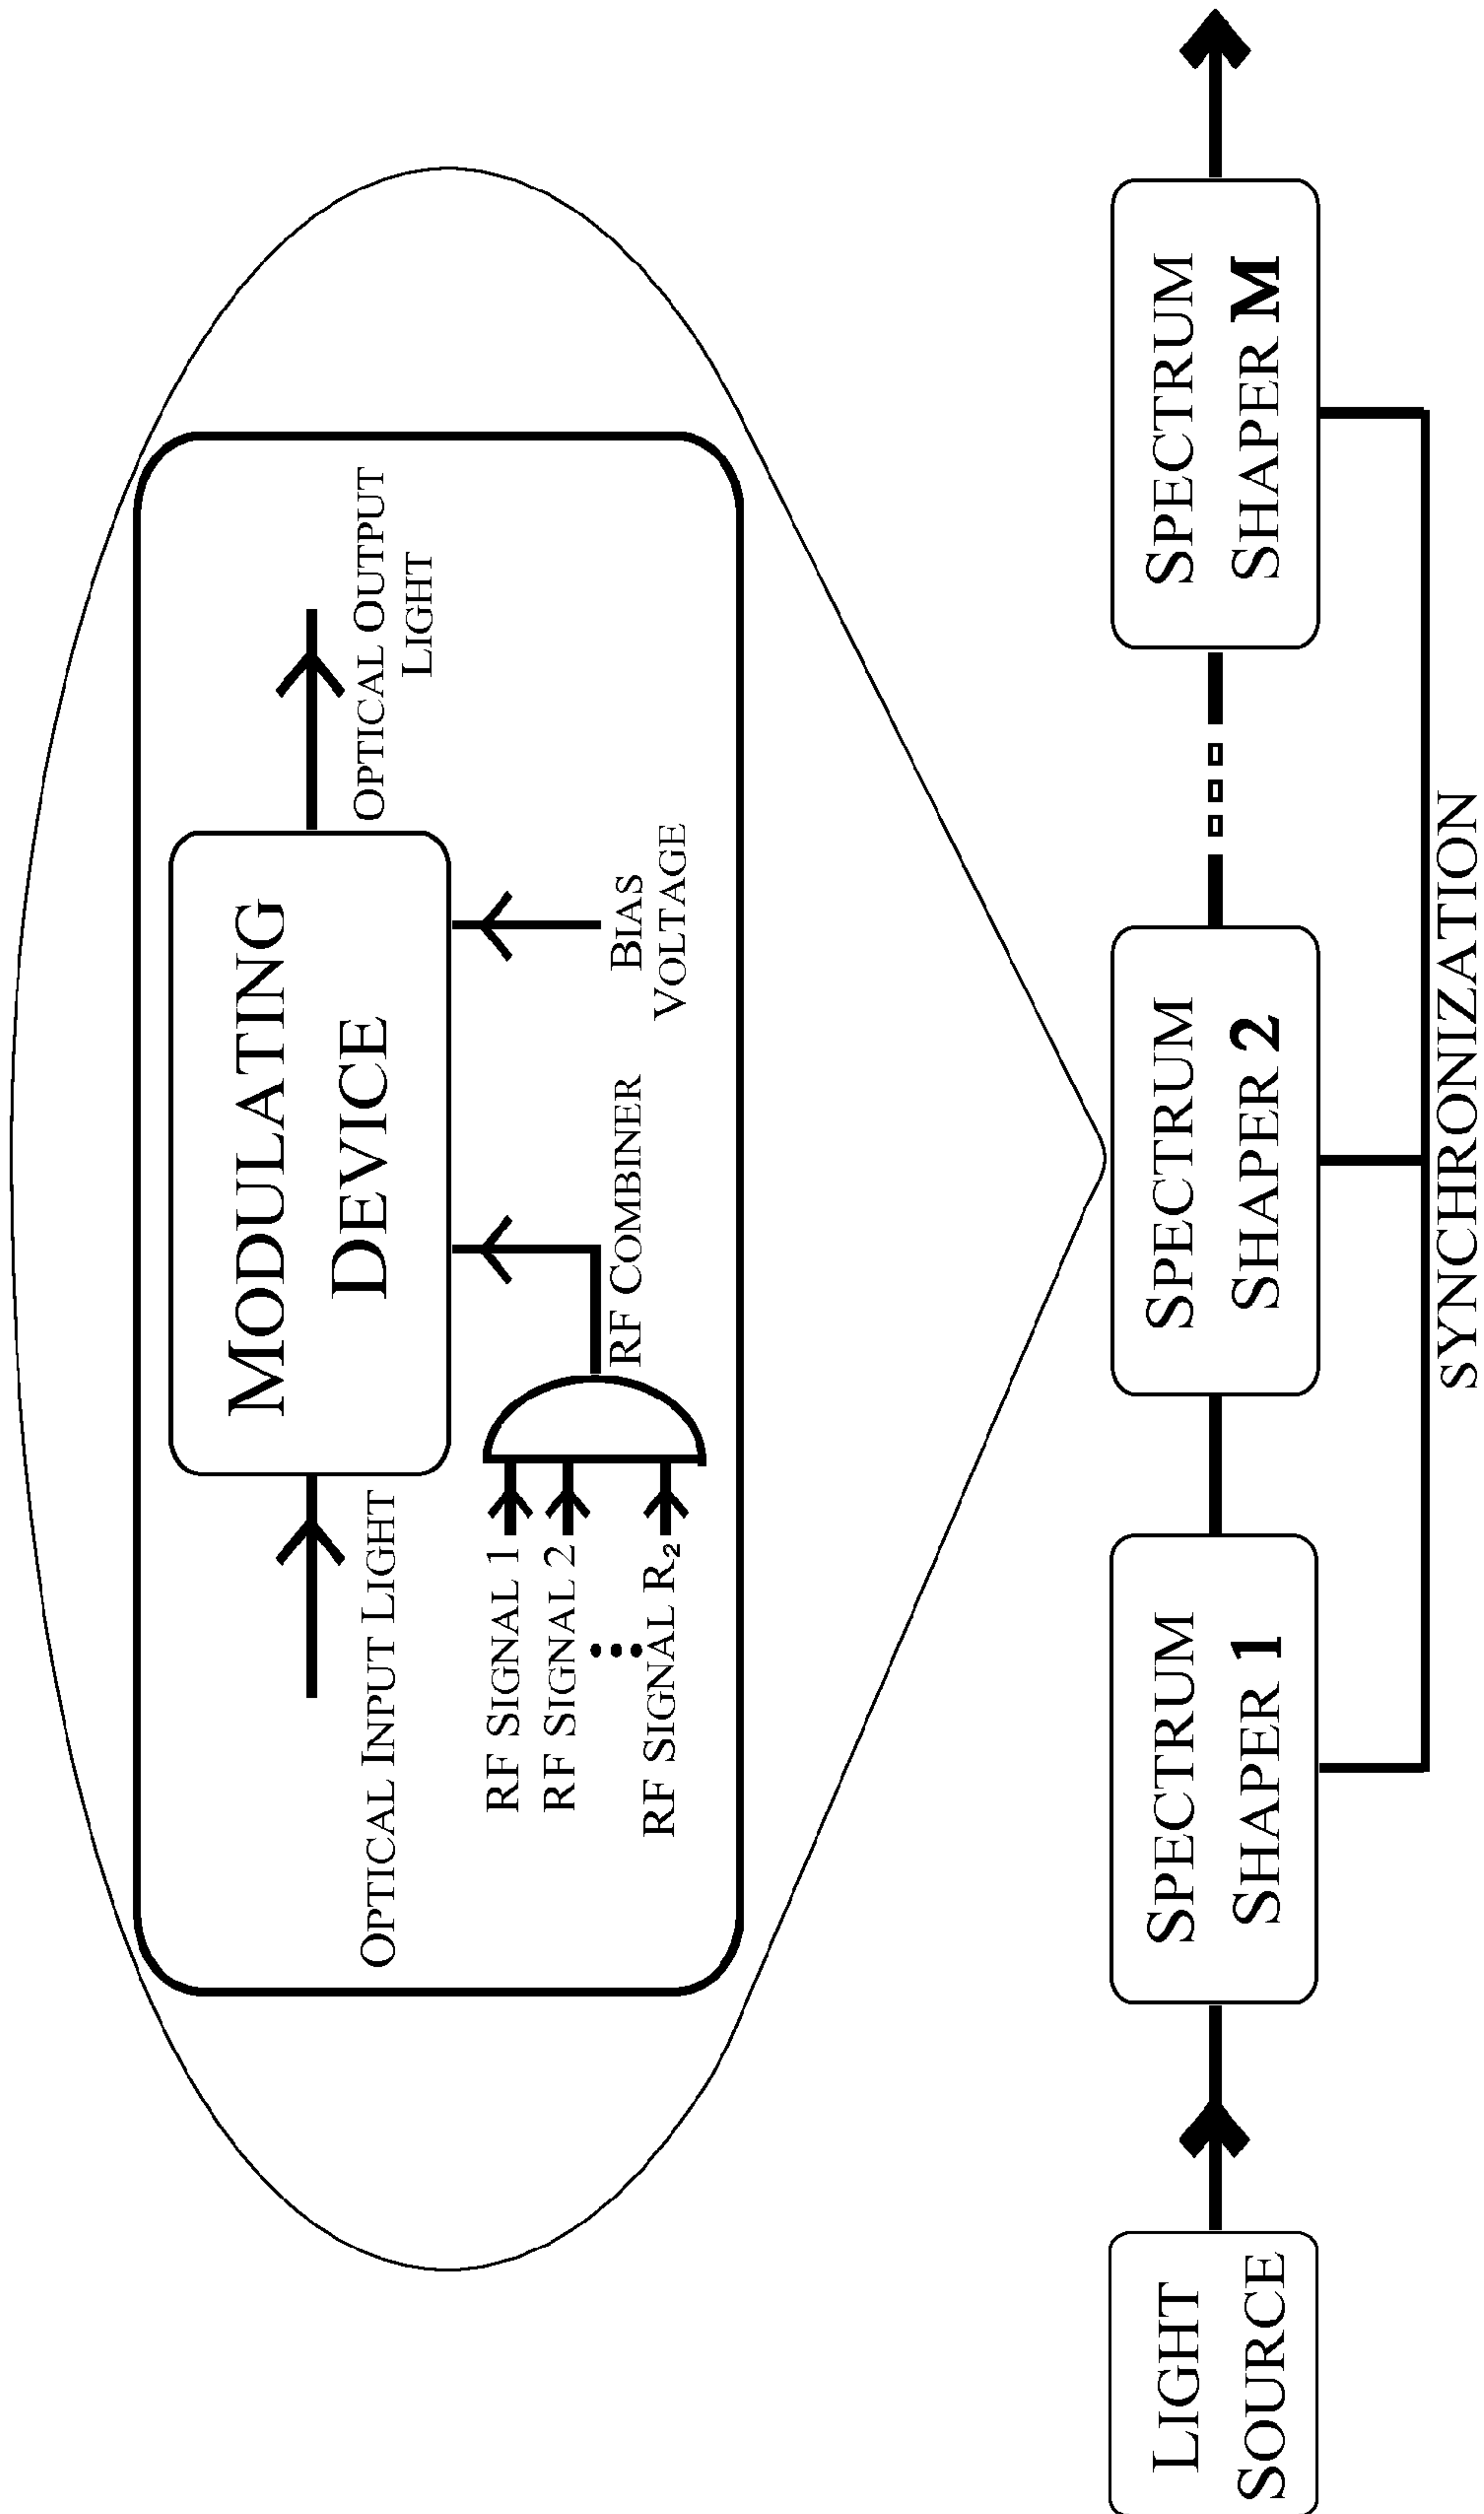 MODULATING
DEVICE
OPTICAL INPUT LIGHT
OPTICAL OUTPUT
LIGHT
RF SIGNAL 1
RF SIGNAL 2
RF SIGNAL R2
RF COMBINER
BIAS
VOLTAGE
LIGHT
SOURCE
SPECTRUM
SHAPER 1
SPECTRUM
SHAPER 2
SPECTRUM
SHAPER M
SYNCHRONIZATION